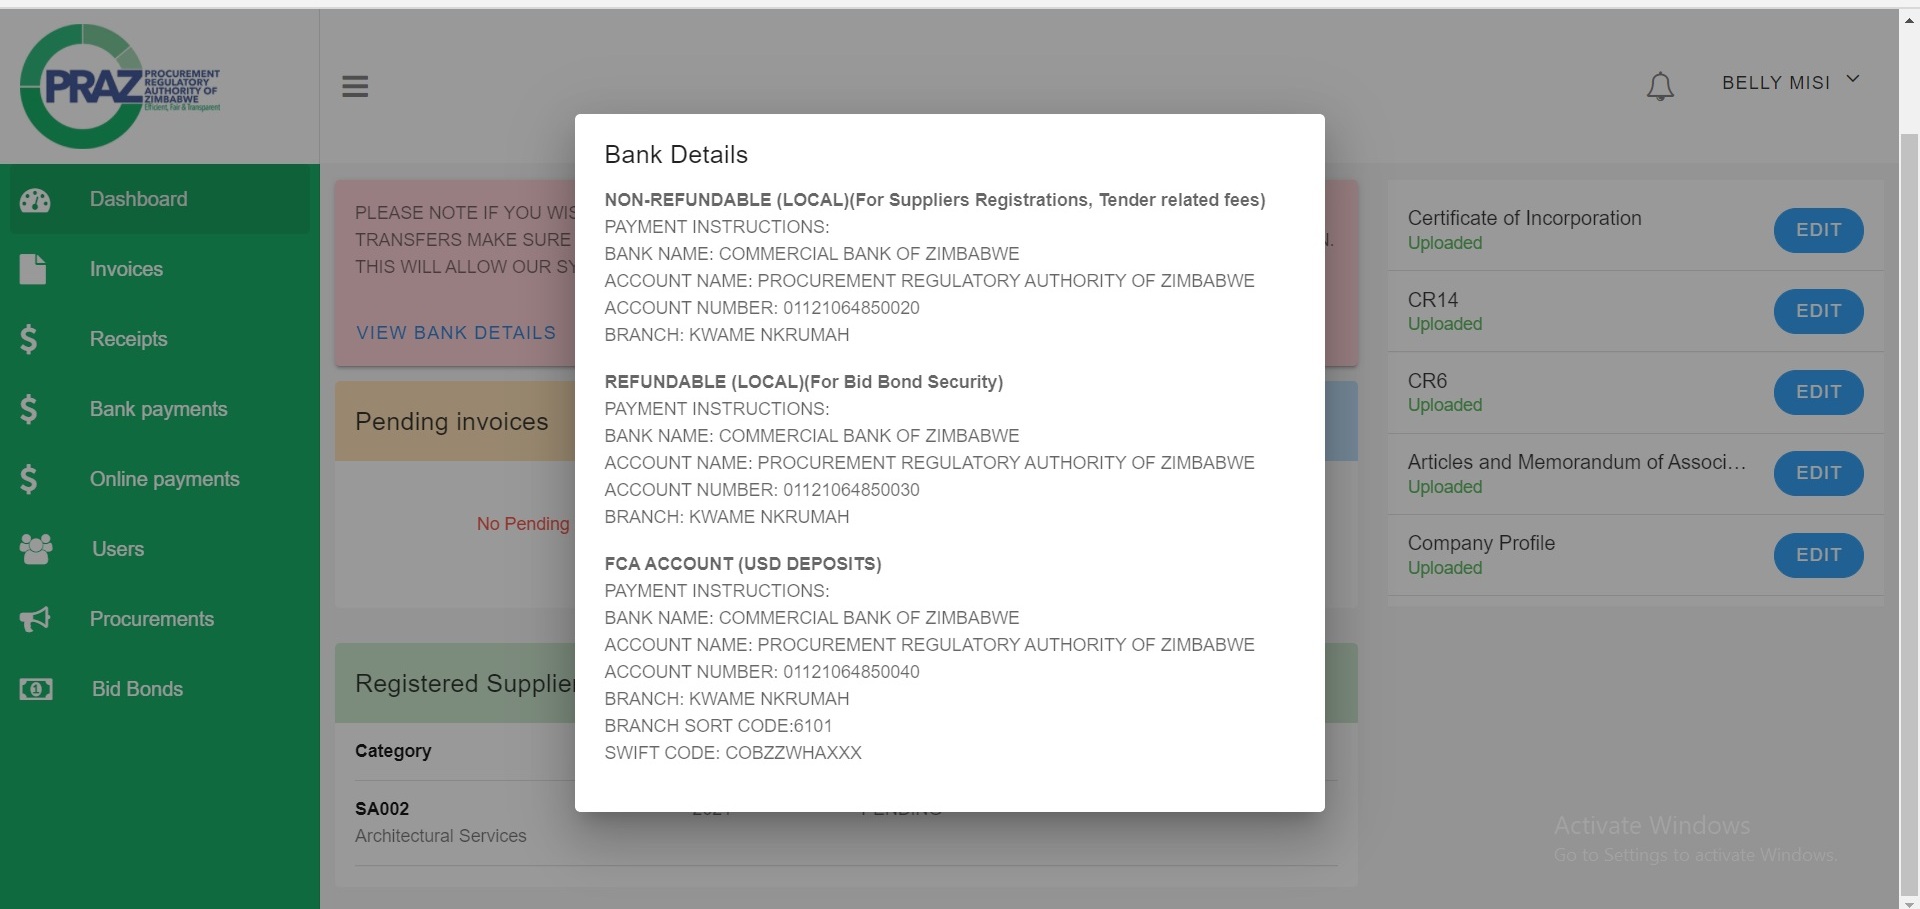 PRAZ
PROCUREMENT
REGULATORY
AUTHORITY OF
ZIMBABWE
Efficient, Fair & Transparent
BELLY MISI
Dashboard
Invoices
Receipts
Bank payments
Online payments
Users
Procurements
Bid Bonds
PLEASE NOTE IF YOU
TRANSFERS MAKE SURE
THIS WILL ALLOW OUR
VIEW BANK DETAILS
Pending invoices
No Pending
Registered
Category
SA002
Architectural Services
Bank Details
NON-REFUNDABLE (LOCAL)(For Suppliers Registrations, Tender related fees)
PAYMENT INSTRUCTIONS:
BANK NAME: COMMERCIAL BANK OF ZIMBABWE
ACCOUNT NAME: PROCUREMENT REGULATORY AUTHORITY OF ZIMBABWE
ACCOUNT NUMBER: 01121064850020
BRANCH: KWAME NKRUMAH
REFUNDABLE (LOCAL)(For Bid Bond Security)
PAYMENT INSTRUCTIONS:
BANK NAME: COMMERCIAL BANK OF ZIMBABWE
ACCOUNT NAME: PROCUREMENT REGULATORY AUTHORITY OF ZIMBABWE
ACCOUNT NUMBER: 01121064850030
BRANCH: KWAME NKRUMAH
FCA ACCOUNT (USD DEPOSITS)
PAYMENT INSTRUCTIONS:
BANK NAME: COMMERCIAL BANK OF ZIMBABWE
ACCOUNT NAME: PROCUREMENT REGULATORY AUTHORITY OF ZIMBABWE
ACCOUNT NUMBER: 01121064850040
BRANCH: KWAME NKRUMAH
BRANCH SORT CODE:6101
SWIFT CODE: COBZZWHAXXX
Certificate of Incorporation
Uploaded
EDIT
CR14
Uploaded
EDIT
CR6
Uploaded
EDIT
Articles and Memorandum of Associ...
Uploaded
EDIT
Company Profile
Uploaded
EDIT
Activate Windows
Go to Settings to activate Windows.